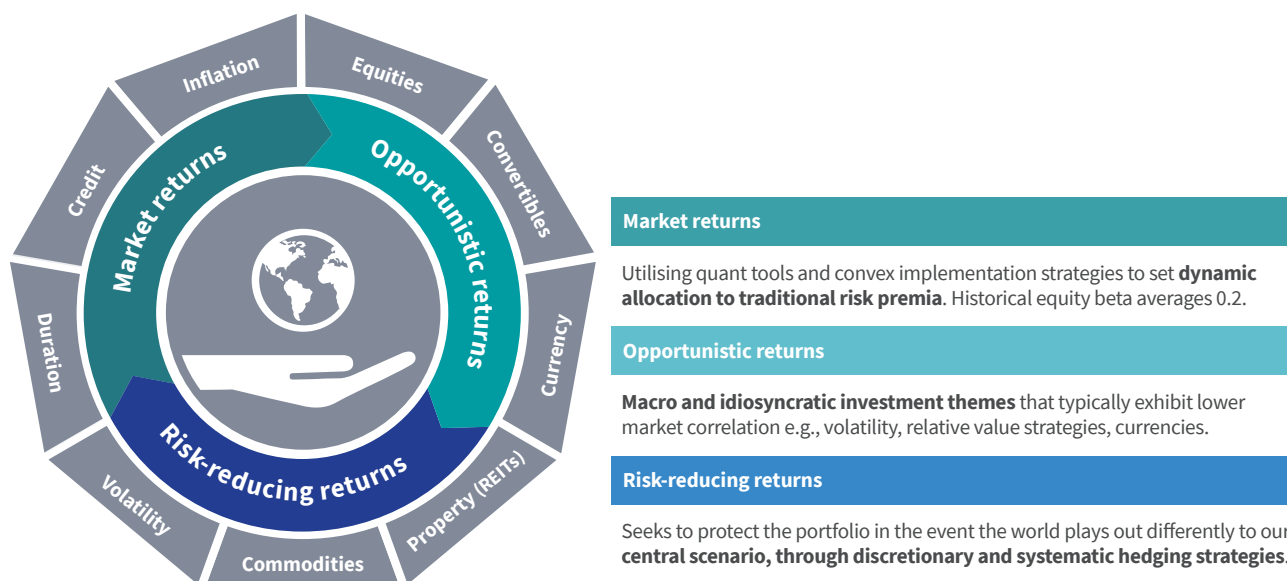 Inflation
Equities
Convertibles
Currency
Property (REITs)
Commodities
Volatility
Duration
Credit
Market returns
Opportunistic returns
Risk-reducing returns
Market returns
Utilising quant tools and convex implementation strategies to set dynamic
allocation to traditional risk premia. Historical equity beta averages 0.2.
Opportunistic returns
Macro and idiosyncratic investment themes that typically exhibit lower
market correlation e.g., volatility, relative value strategies, currencies.
Risk-reducing returns
Seeks to protect the portfolio in the event the world plays out differently to our
central scenario, through discretionary and systematic hedging strategies.